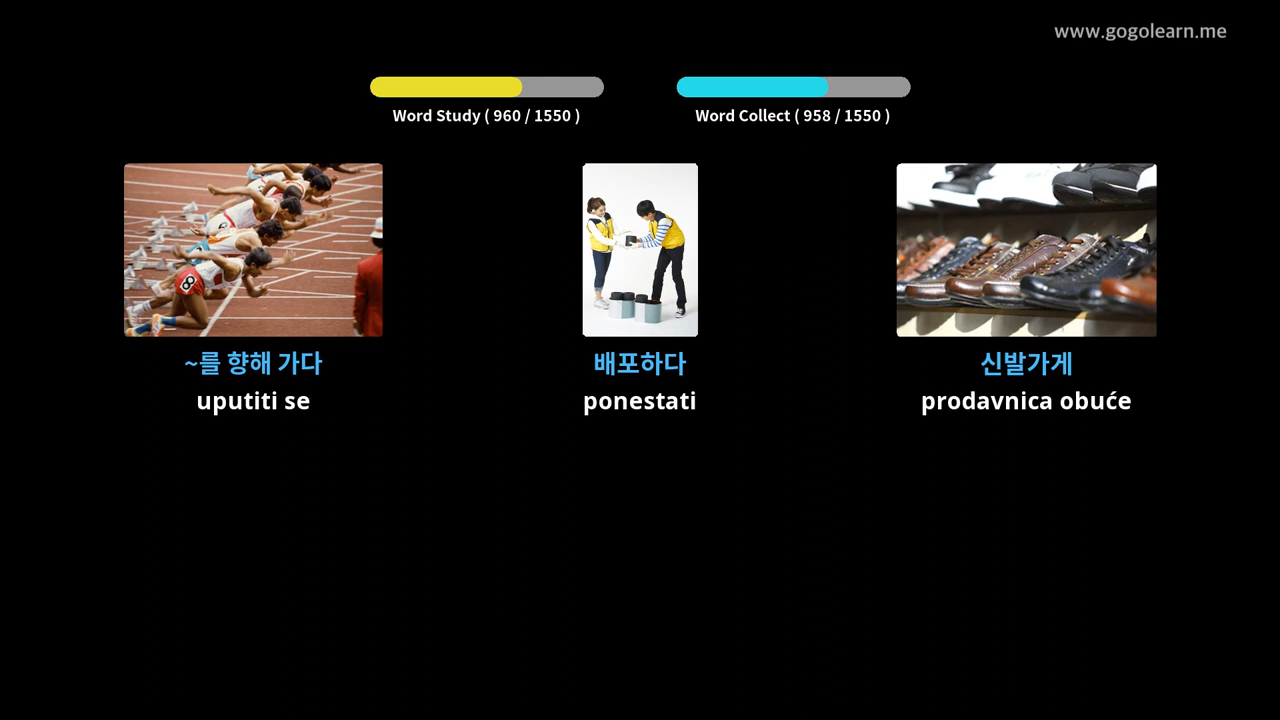 www.gogolearn.me
Word Study ( 960 / 1550 )
Word Collect ( 958 / 1550 )
~를 향해 가다
uputiti se
배포하다
ponestati
신발가게
prodavnica obuće
8